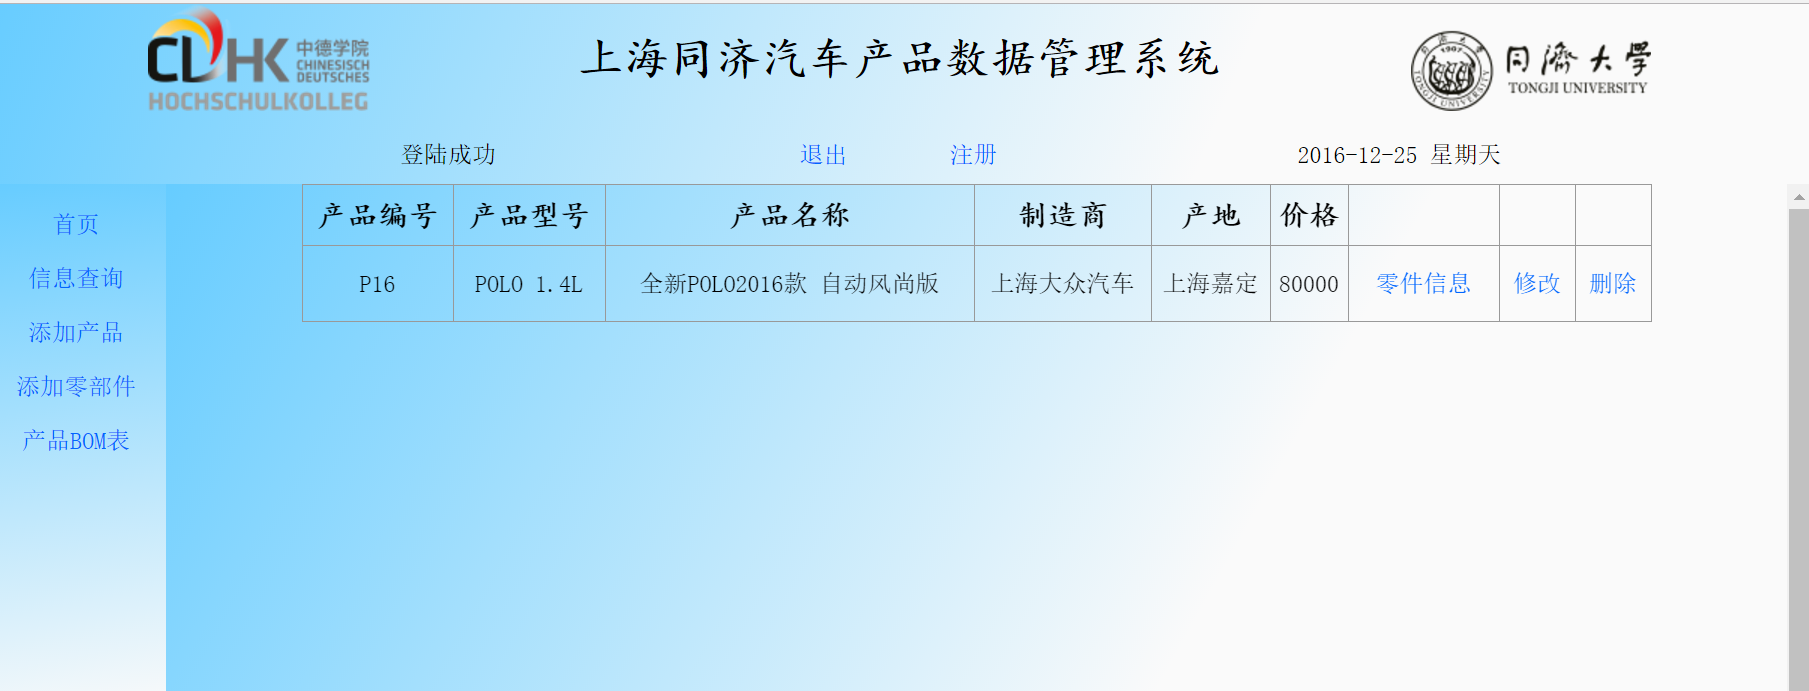 CDHK 中德学院
CHINESISCH
DEUTSCHES
HOCHSCHULKOLLEG
上海同济汽车产品数据管理系统
1907
同濟大學
TONGJI UNIVERSITY
TONGJI UNIVERSITY
登陆成功 退出 注册 2016-12-25 星期天
首页
信息查询
添加产品
添加零部件
产品BOM表
产品编号 产品型号 产品名称 制造商 产地 价格
P16 POLO 1.4L 全新POLO2016款 自动风尚版 上海大众汽车 上海嘉定 80000 零件信息 修改 删除